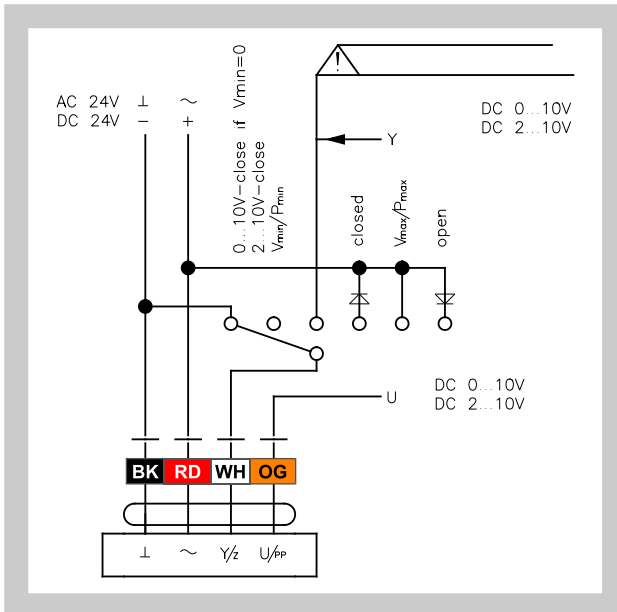 AC 24V ⊥ ~
DC 24V − +
0...10V-close if Vmin=0
2...10V-close
Vmin/Pmin
!
DC 0...10V
DC 2...10V
Y
closed
Vmax/Pmax
open
U
DC 0...10V
DC 2...10V
BK RD WH OG
⊥ ~ Y/Z U/PP